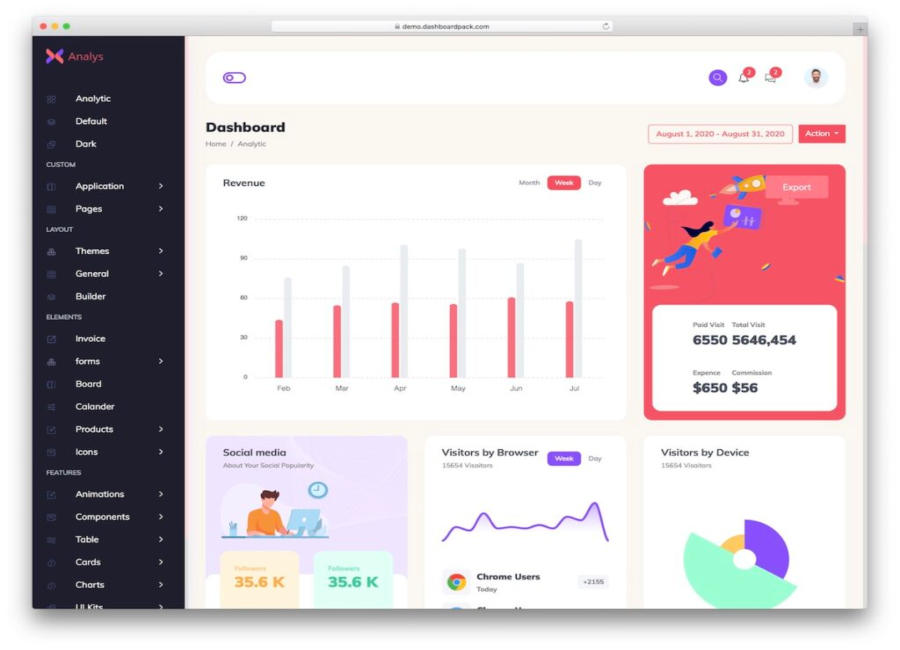 demo.dashboardpack.com
Analys
Analytic
Default
Dark
CUSTOM
Application
Pages
LAYOUT
Themes
General
Builder
ELEMENTS
Invoice
forms
Board
Calander
Products
Icons
FEATURES
Animations
Components
Table
Cards
Charts
UI Kits
2
2
Dashboard
Home / Analytic
August 1, 2020 - August 31, 2020
Action
Revenue
Month Week Day
120
90
60
30
0
Feb Mar Apr May Jun Jul
Export
Paid Visit Total Visit
6550 5646,454
Expence Commission
$650 $56
Social media
About Your Social Popularity
Followers
35.6 K
Followers
35.6 K
Visitors by Browser
15654 Visaitors
Week Day
Chrome Users
Today
+2155
Visitors by Device
15654 Visaitors